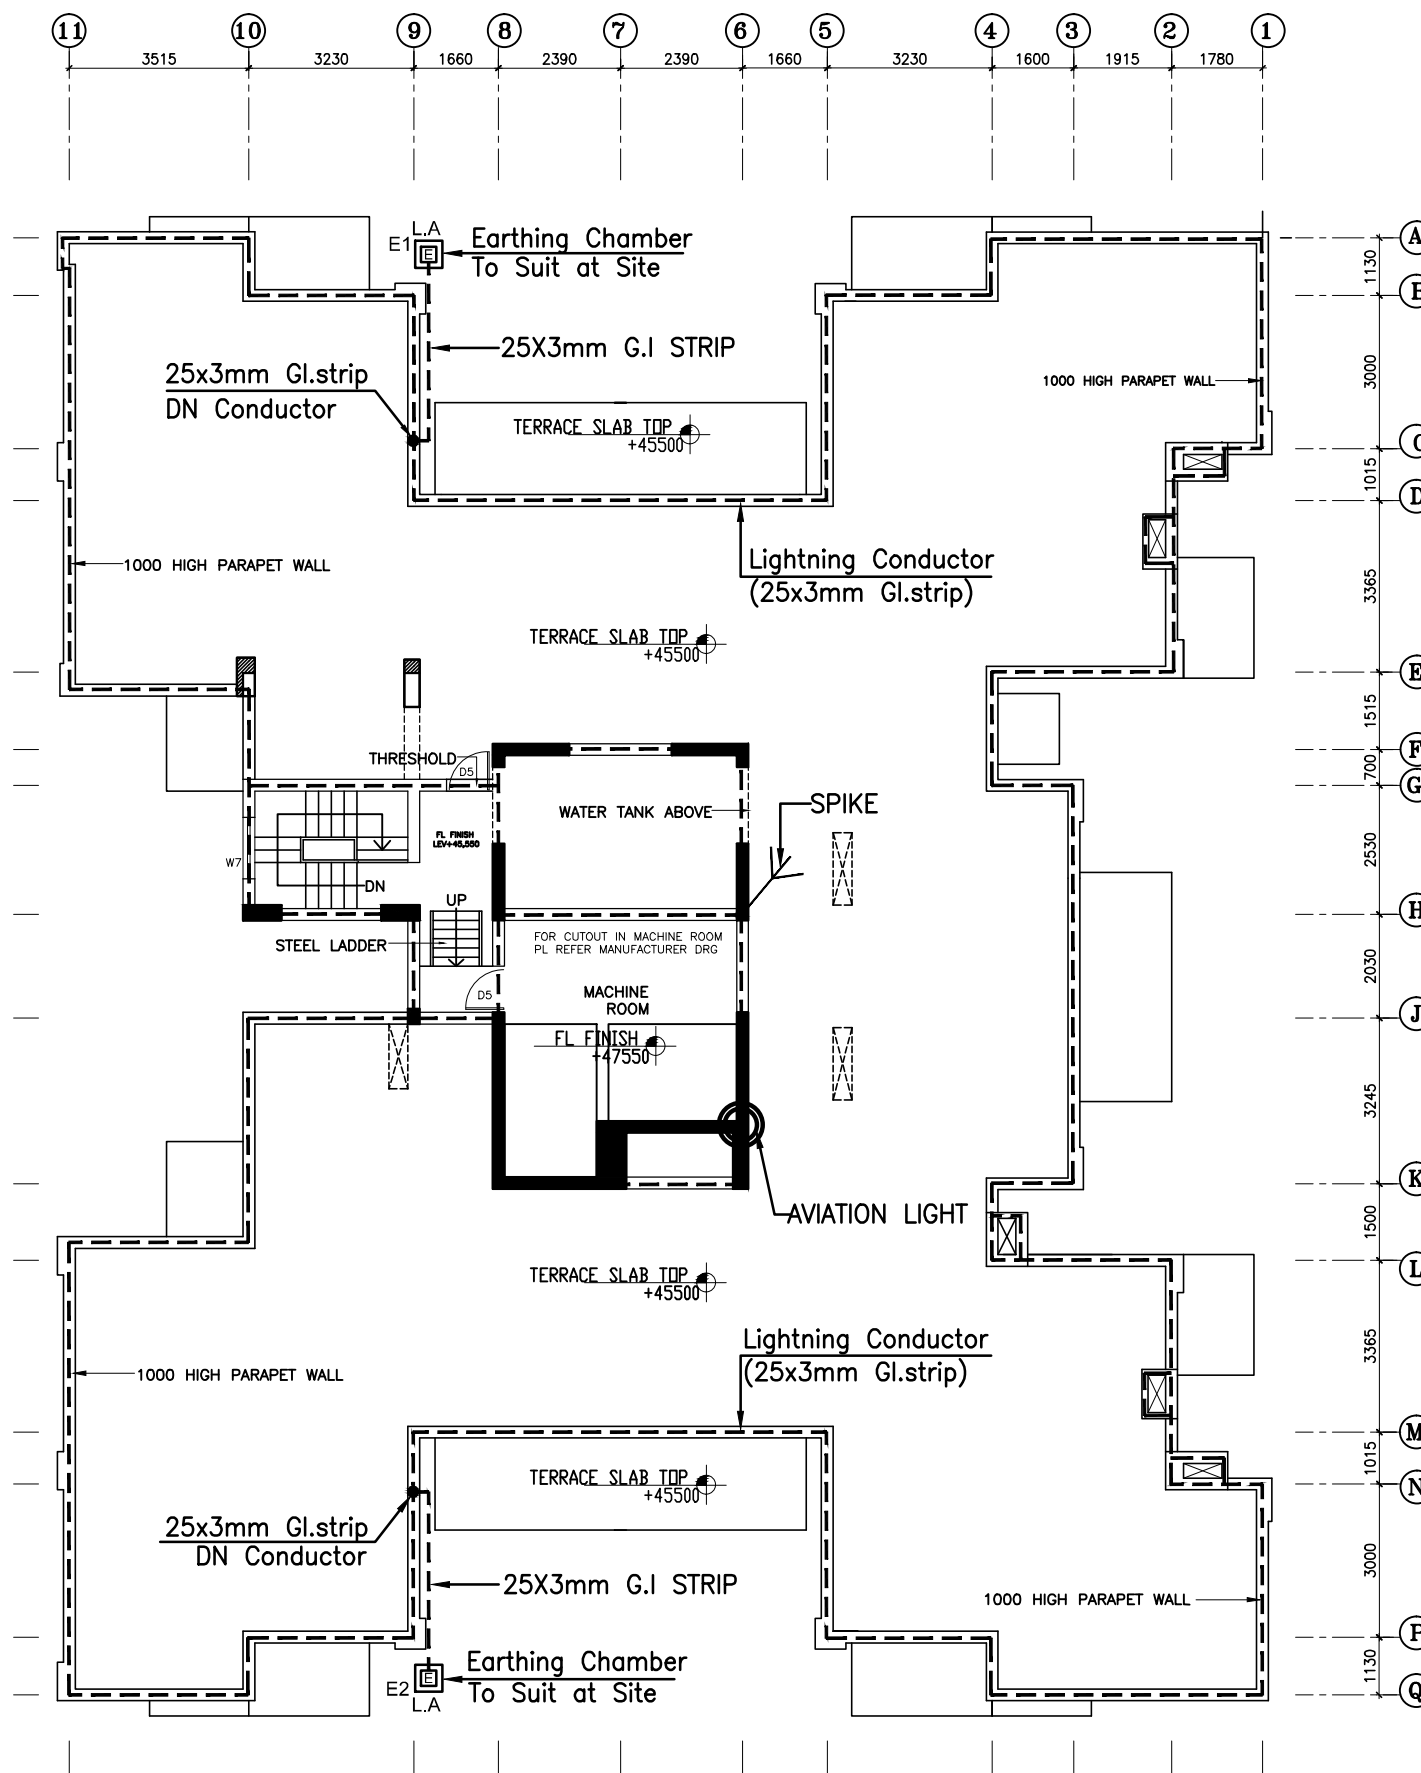 11 10 9 8 7 6 5 4 3 2 1
3515 3230 1660 2390 2390 1660 3230 1600 1915 1780
A
1130
B
3000
C
1015
D
3365
E
1515
F
700
G
2530
H
2030
J
3245
K
1500
L
3365
M
1015
N
3000
P
1130
Q
L.A
E1
E
Earthing Chamber
To Suit at Site
25X3mm G.I STRIP
25x3mm GI.strip
DN Conductor
1000 HIGH PARAPET WALL
TERRACE SLAB TOP
+45500
Lightning Conductor
(25x3mm GI.strip)
1000 HIGH PARAPET WALL
TERRACE SLAB TOP
+45500
THRESHOLD
D5
WATER TANK ABOVE
SPIKE
FL FINISH
LEV+45,550
W7
DN
UP
STEEL LADDER
FOR CUTOUT IN MACHINE ROOM
PL REFER MANUFACTURER DRG
D5
MACHINE
ROOM
FL FINISH
+47550
AVIATION LIGHT
TERRACE SLAB TOP
+45500
Lightning Conductor
(25x3mm GI.strip)
1000 HIGH PARAPET WALL
TERRACE SLAB TOP
+45500
25x3mm GI.strip
DN Conductor
25X3mm G.I STRIP
1000 HIGH PARAPET WALL
Earthing Chamber
To Suit at Site
E
E2
L.A